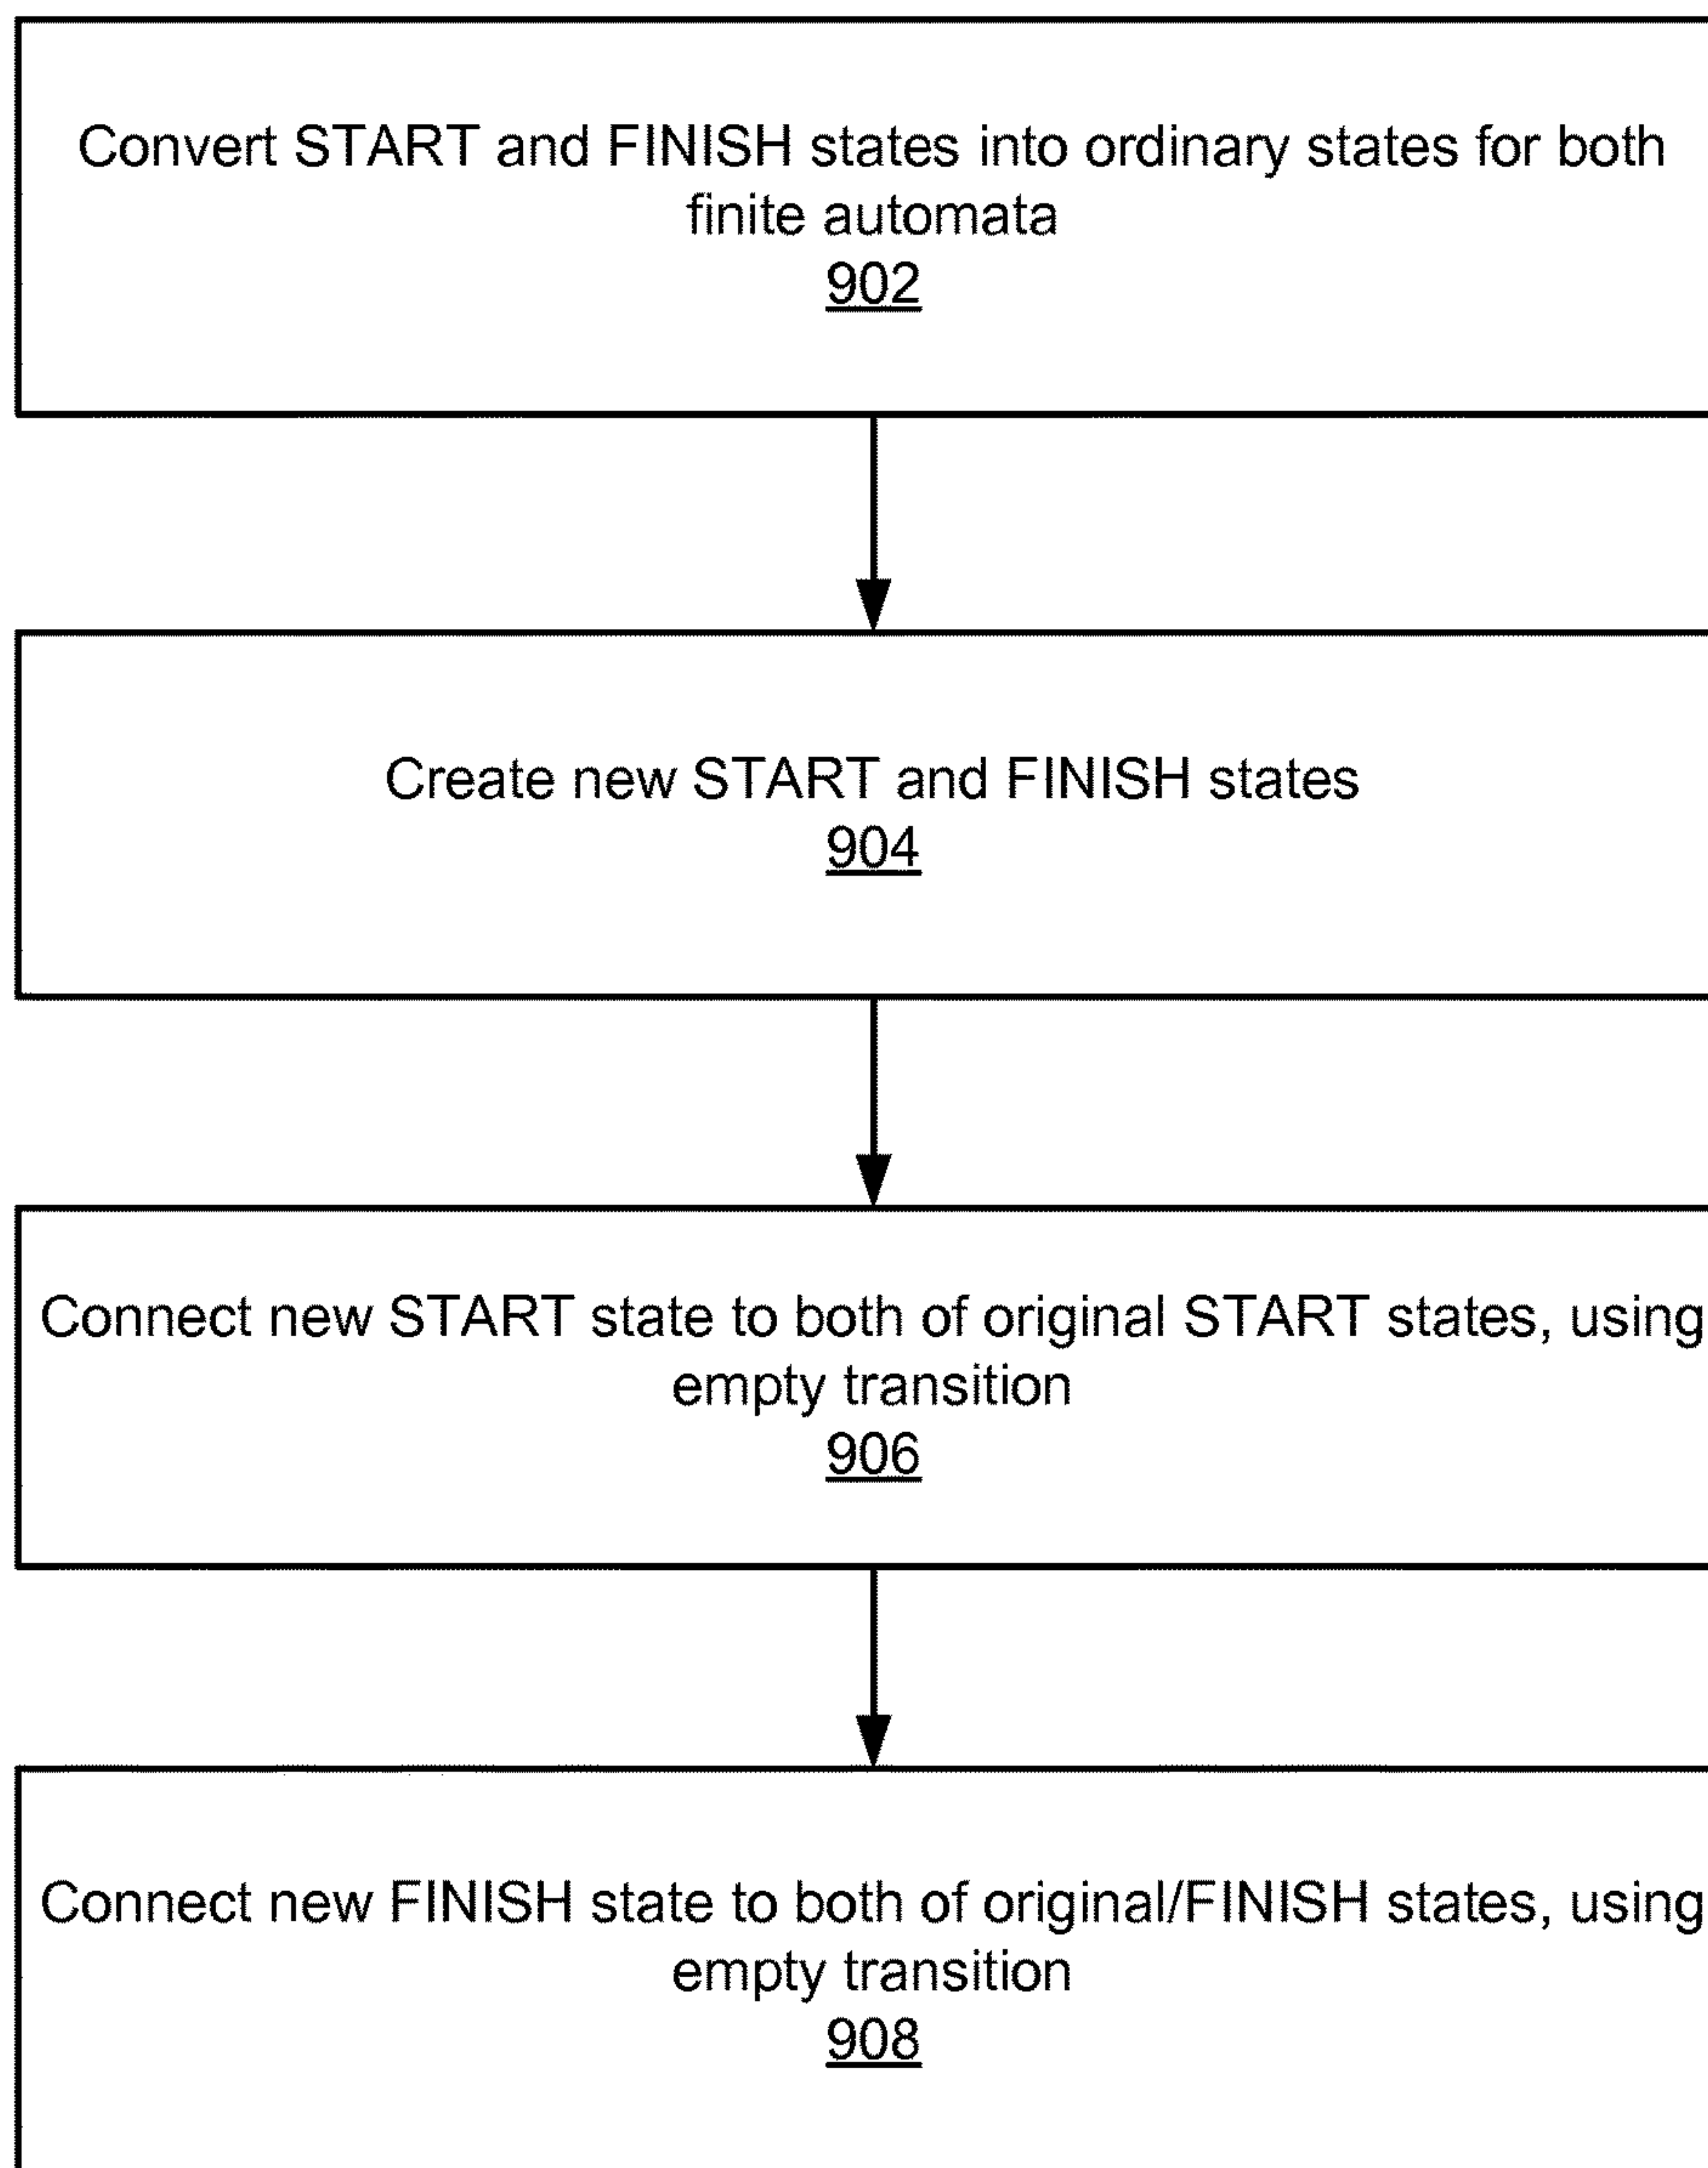 Convert START and FINISH states into ordinary states for both
finite automata
902
Create new START and FINISH states
904
Connect new START state to both of original START states, using
empty transition
906
Connect new FINISH state to both of original/FINISH states, using
empty transition
908